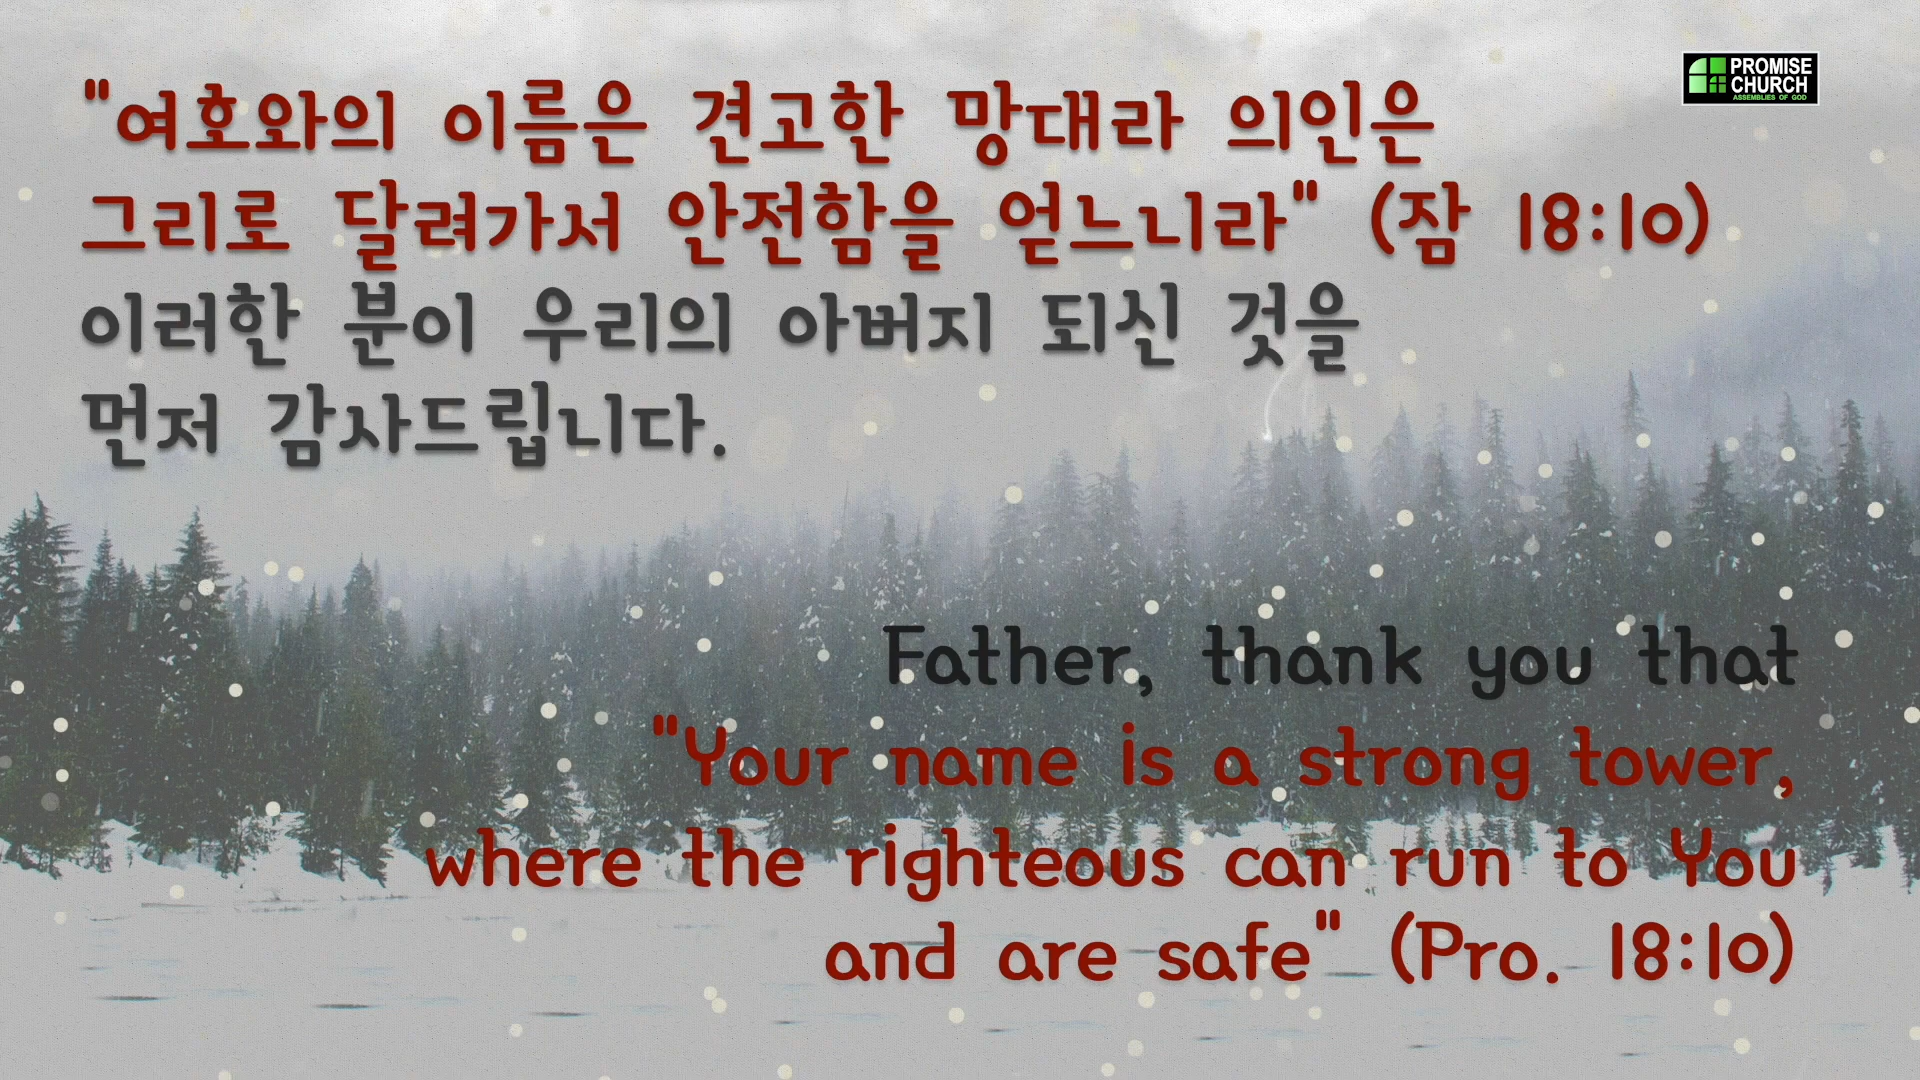 PROMISE
CHURCH
ASSEMBLIES OF GOD
"여호와의 이름은 견고한 망대라 의인은
그리로 달려가서 안전함을 얻느니라" (잠 18:10)
이러한 분이 우리의 아버지 되신 것을
먼저 감사드립니다.
Father, thank you that
"Your name is a strong tower,
where the righteous can run to You
and are safe" (Pro. 18:10)